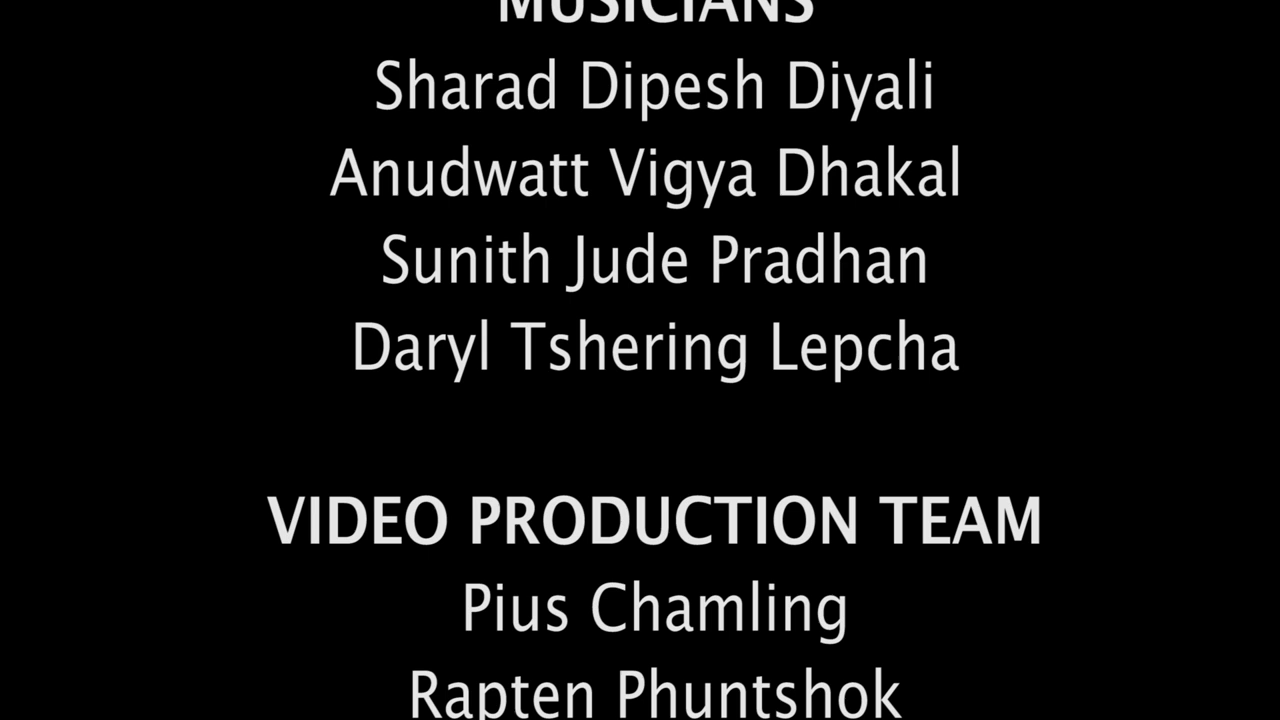 MUSICIANS
Sharad Dipesh Diyali
Anudwatt Vigya Dhakal
Sunith Jude Pradhan
Daryl Tshering Lepcha
VIDEO PRODUCTION TEAM
Pius Chamling
Rapten Phuntshok